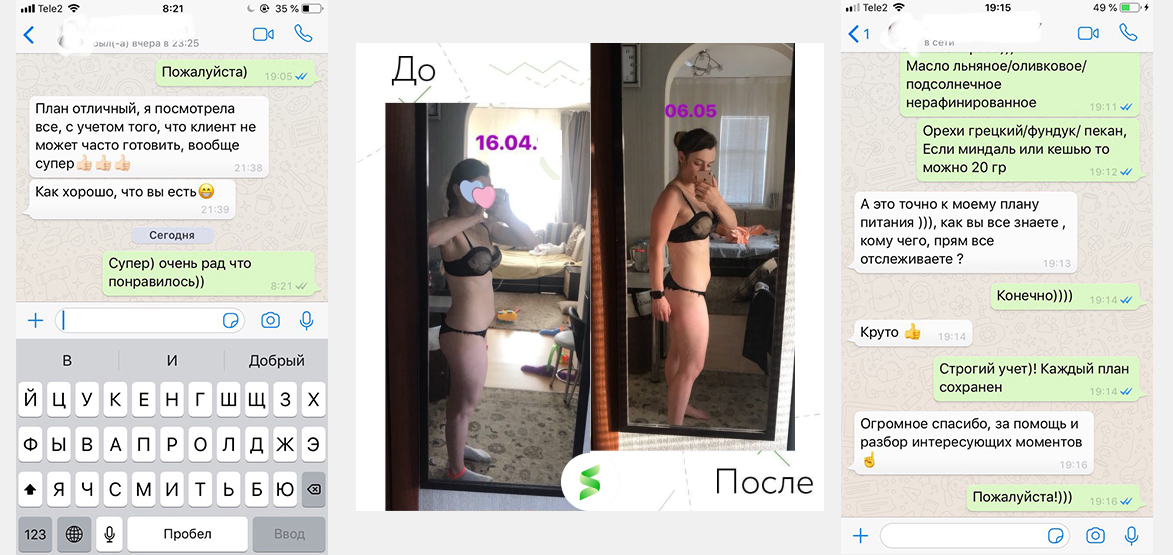 Tele2
8:21
35 %
был(-а) вчера в 23:25
Пожалуйста)
19:05
План отличный, я посмотрела
все, с учетом того, что клиент не
может часто готовить, вообще
супер👍🏻👍🏻👍🏻
21:38
Как хорошо, что вы есть😁
21:39
Сегодня
Супер) очень рад что
понравилось))
8:21
В И Добрый
Й Ц У К Е Н Г Ш Щ З Х
Ф Ы В А П Р О Л Д Ж Э
Я Ч С М И Т Ь Б Ю
123 Пробел Ввод
До
16.04.
06.05
После
Tele2
19:15
49 %
1
в сети
Масло льняное/оливковое/
подсолнечное
нерафинированное
19:11
Орехи грецкий/фундук/ пекан,
Если миндаль или кешью то
можно 20 гр
19:12
А это точно к моему плану
питания ))), как вы все знаете ,
кому чего, прям все
отслеживаете ?
19:13
Конечно))))
19:14
Круто 👍
19:14
Строгий учет)! Каждый план
сохранен
19:14
Огромное спасибо, за помощь и
разбор интересующих моментов
☝
19:16
Пожалуйста!)))
19:16